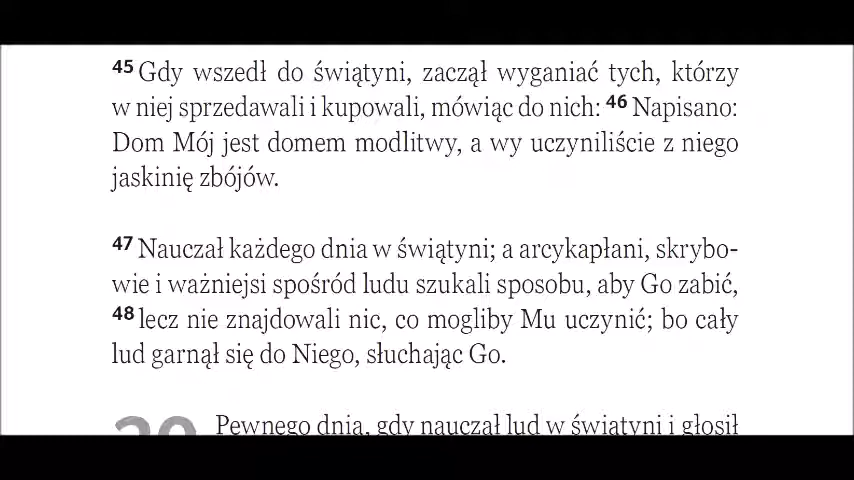 45 Gdy wszedł do świątyni, zaczął wyganiać tych, którzy
w niej sprzedawali i kupowali, mówiąc do nich: 46 Napisano:
Dom Mój jest domem modlitwy, a wy uczyniliście z niego
jaskinię zbójów.
47 Nauczał każdego dnia w świątyni; a arcykapłani, skrybo-
wie i ważniejsi spośród ludu szukali sposobu, aby Go zabić,
48 lecz nie znajdowali nic, co mogliby Mu uczynić; bo cały
lud garnął się do Niego, słuchając Go.
20 Pewnego dnia, gdy nauczał lud w świątyni i głosił